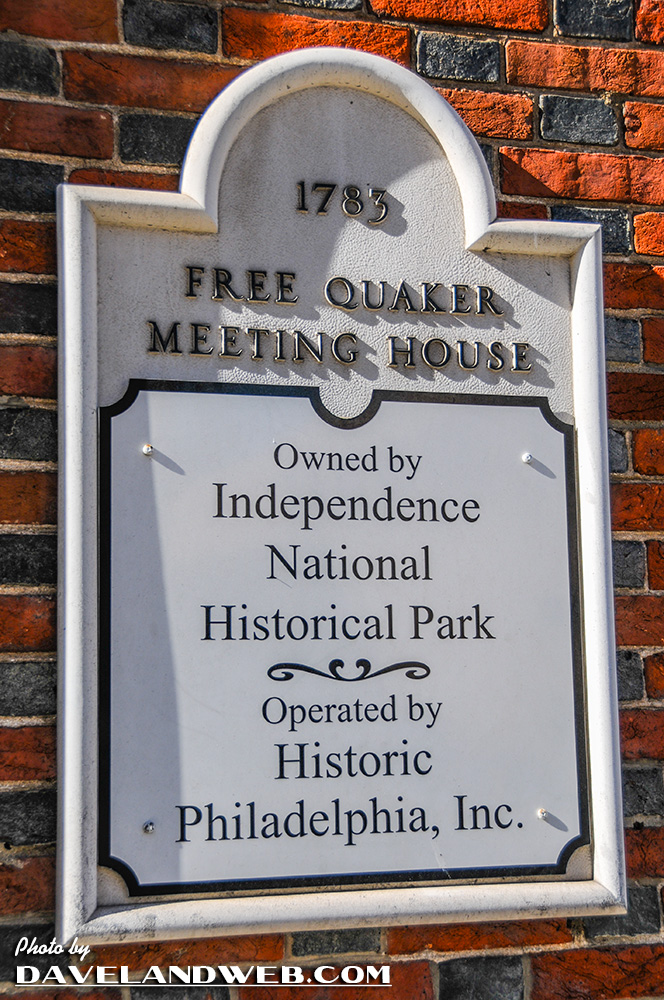 1783
FREE QUAKER
MEETING HOUSE
Owned by
Independence
National
Historical Park
Operated by
Historic
Philadelphia, Inc.
Photo by
DAVELANDWEB.COM